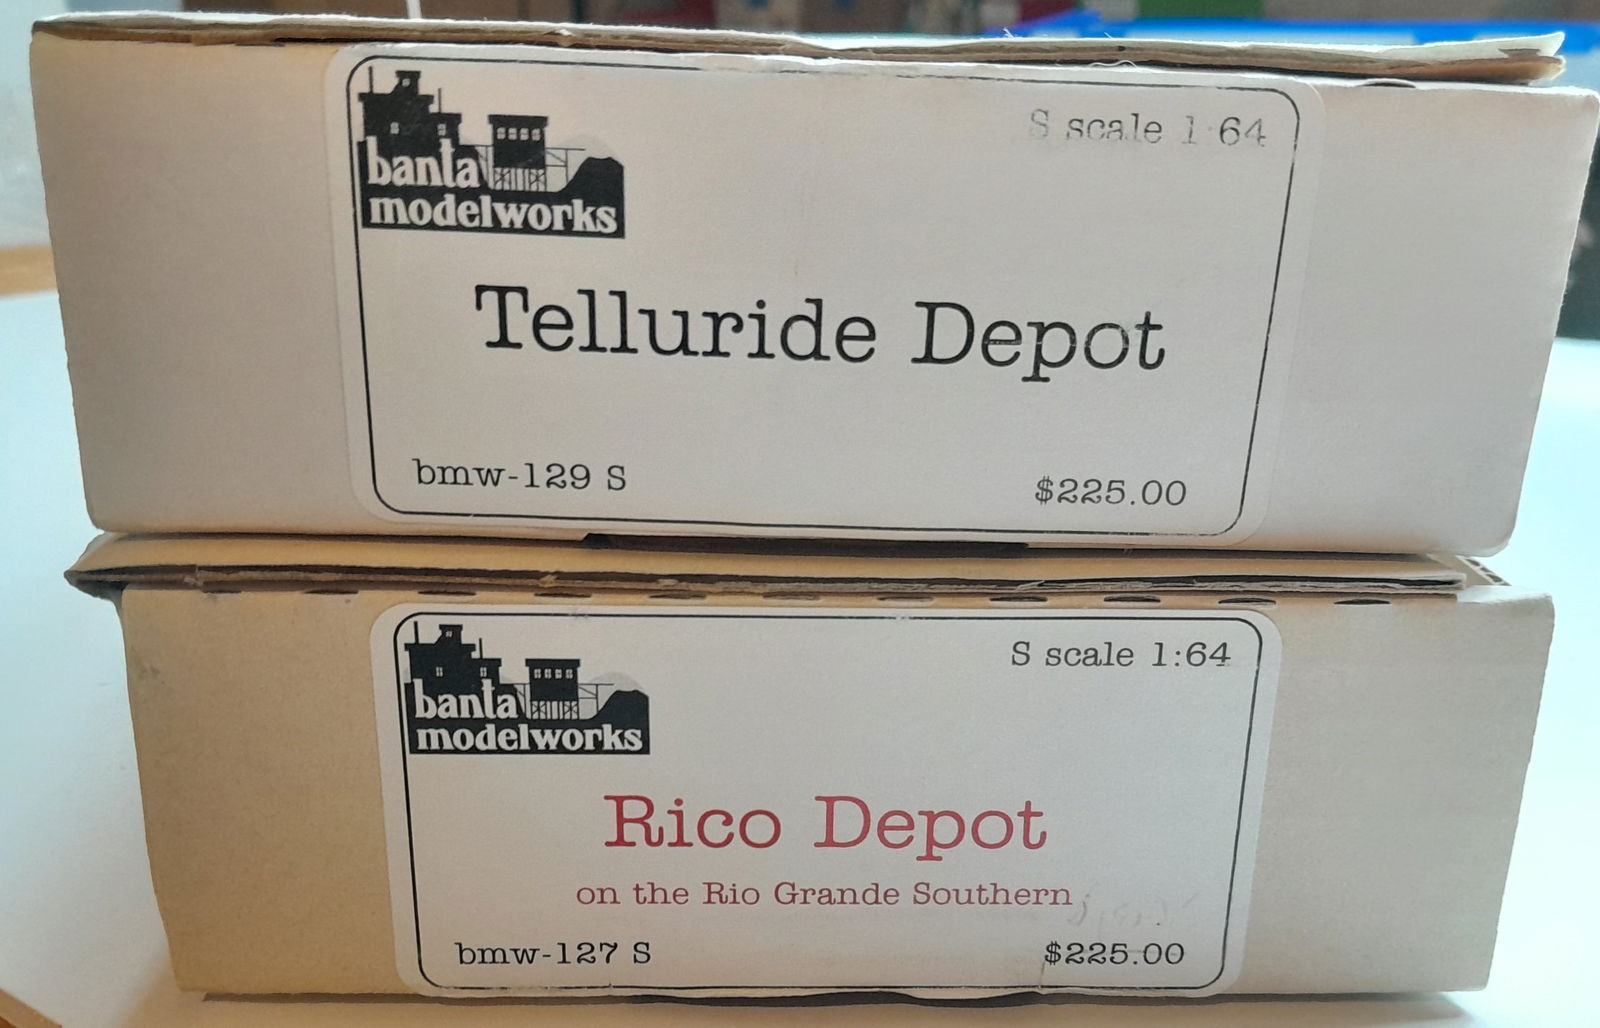 banta
modelworks
S scale 1:64
Telluride Depot
bmw-129 S
$225.00
banta
modelworks
S scale 1:64
Rico Depot
on the Rio Grande Southern
bmw-127 S
$225.00